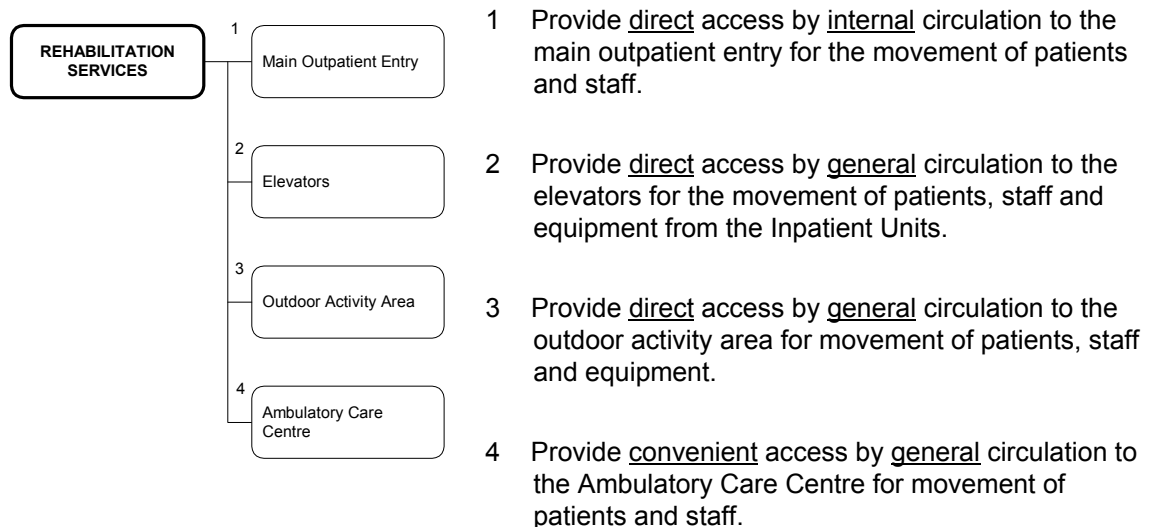 REHABILITATION
SERVICES
1
Main Outpatient Entry
2
Elevators
3
Outdoor Activity Area
4
Ambulatory Care
Centre
1 Provide direct access by internal circulation to the
main outpatient entry for the movement of patients
and staff.
2 Provide direct access by general circulation to the
elevators for the movement of patients, staff and
equipment from the Inpatient Units.
3 Provide direct access by general circulation to the
outdoor activity area for movement of patients, staff
and equipment.
4 Provide convenient access by general circulation to
the Ambulatory Care Centre for movement of
patients and staff.